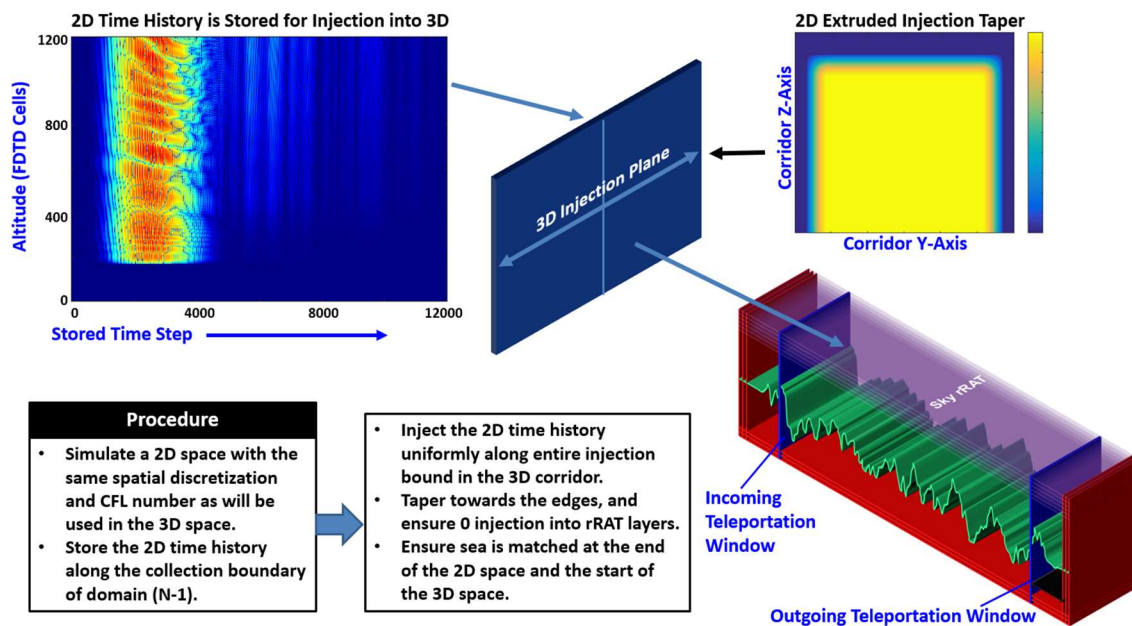 2D Time History is Stored for Injection into 3D
1200
800
400
0
Altitude (FDTD Cells)
0 4000 8000 12000
Stored Time Step
3D Injection Plane
2D Extruded Injection Taper
Corridor Z-Axis
Corridor Y-Axis
Sky rRAT
Incoming
Teleportation
Window
Outgoing Teleportation Window
Procedure
• Simulate a 2D space with the
same spatial discretization
and CFL number as will be
used in the 3D space.
• Store the 2D time history
along the collection boundary
of domain (N-1).
• Inject the 2D time history
uniformly along entire injection
bound in the 3D corridor.
• Taper towards the edges, and
ensure 0 injection into rRAT layers.
• Ensure sea is matched at the end
of the 2D space and the start of
the 3D space.